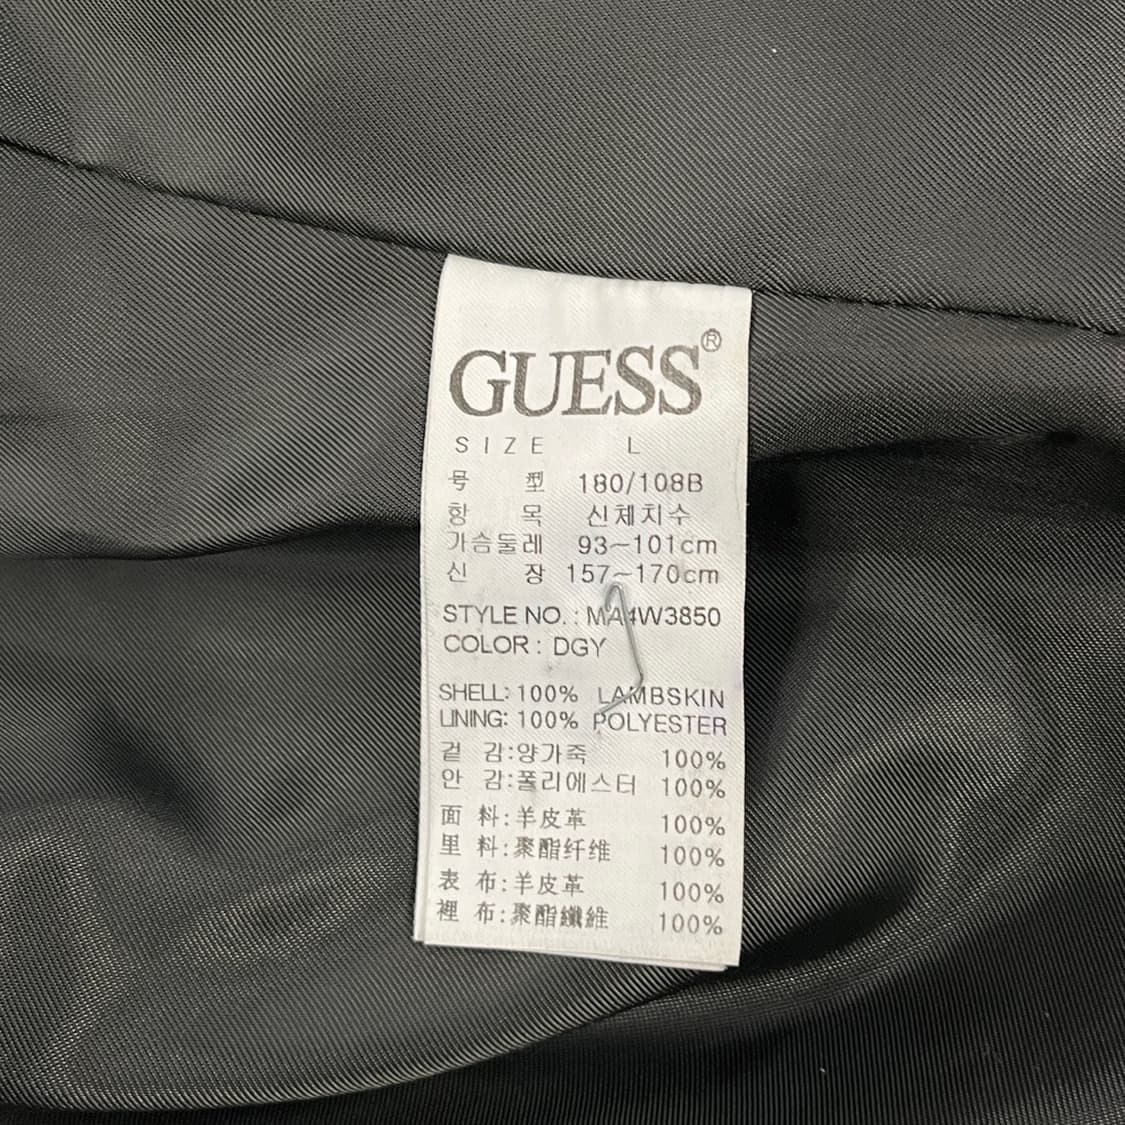 GUESS®
SIZE L
号 型 180/108B
항 목 신체치수
가슴둘레 93~101cm
신 장 157~170cm
STYLE NO. : MA4W3850
COLOR : DGY
SHELL: 100% LAMBSKIN
LINING: 100% POLYESTER
겉 감:양가죽 100%
안 감:폴리에스터 100%
面 料:羊皮革 100%
里 料:聚酯纤维 100%
表 布:羊皮革 100%
裡 布:聚酯纖維 100%